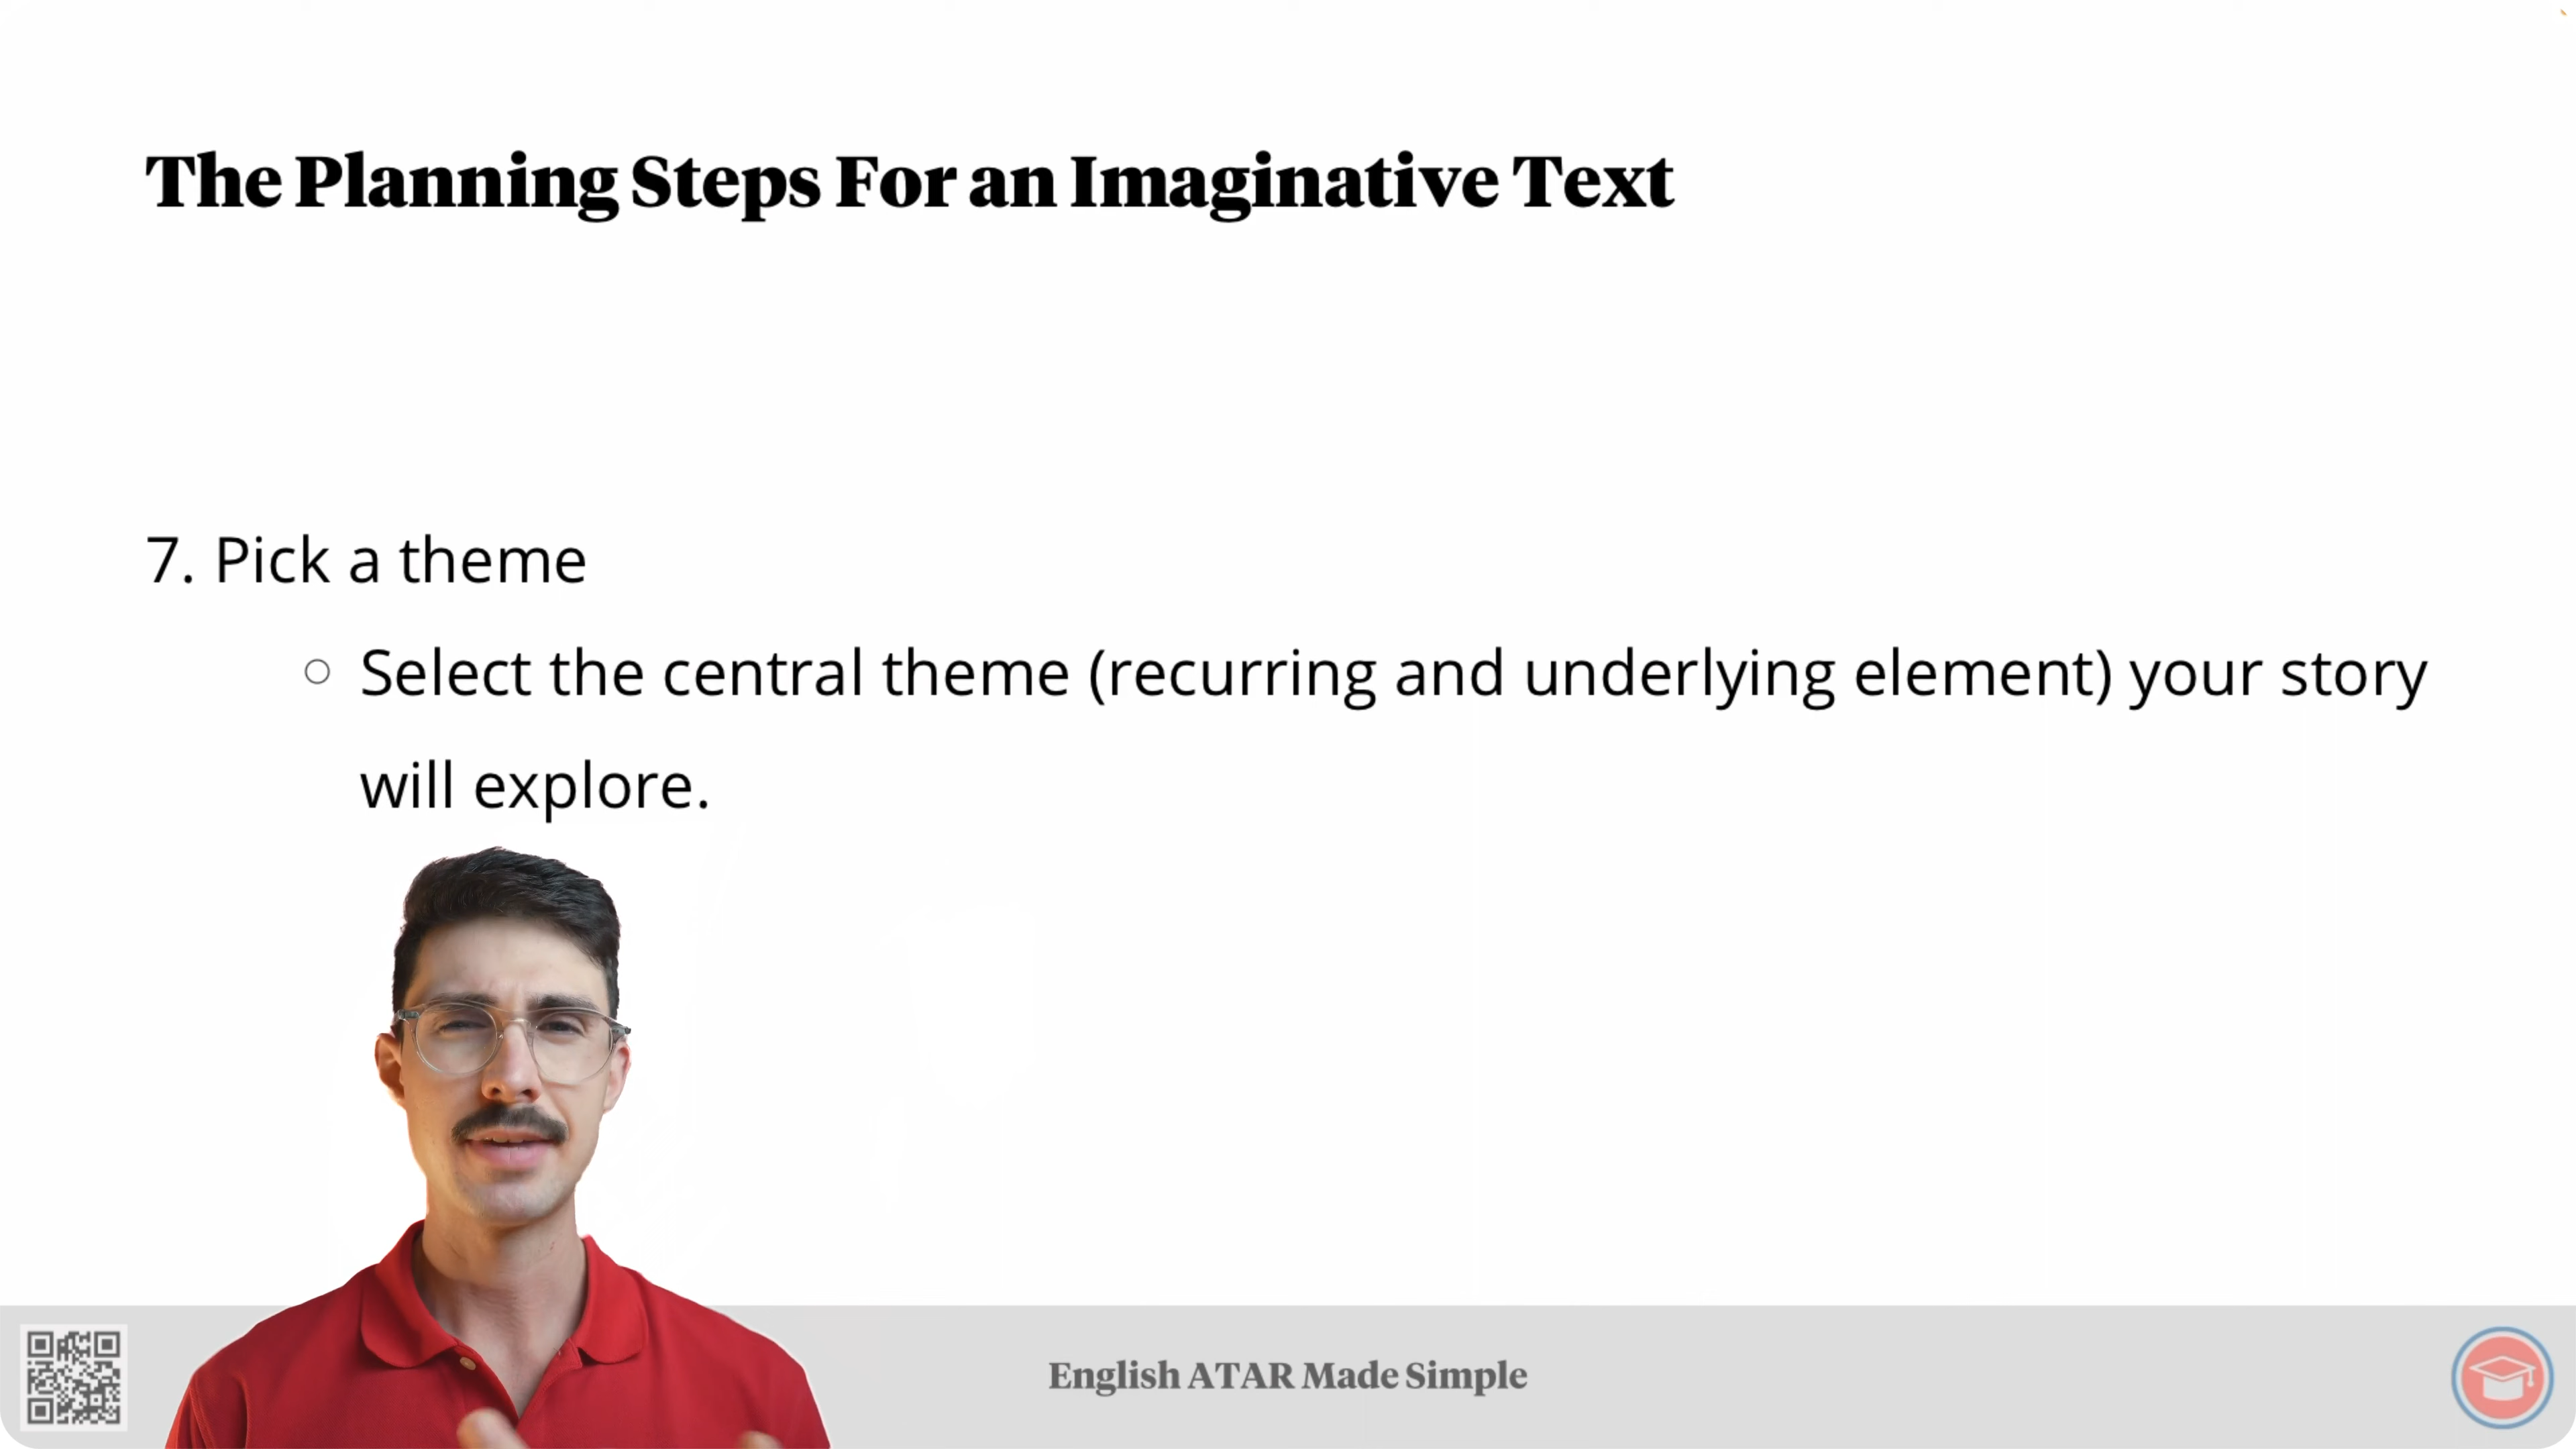 The Planning Steps For an Imaginative Text
7. Pick a theme
○ Select the central theme (recurring and underlying element) your story
will explore.
English ATAR Made Simple